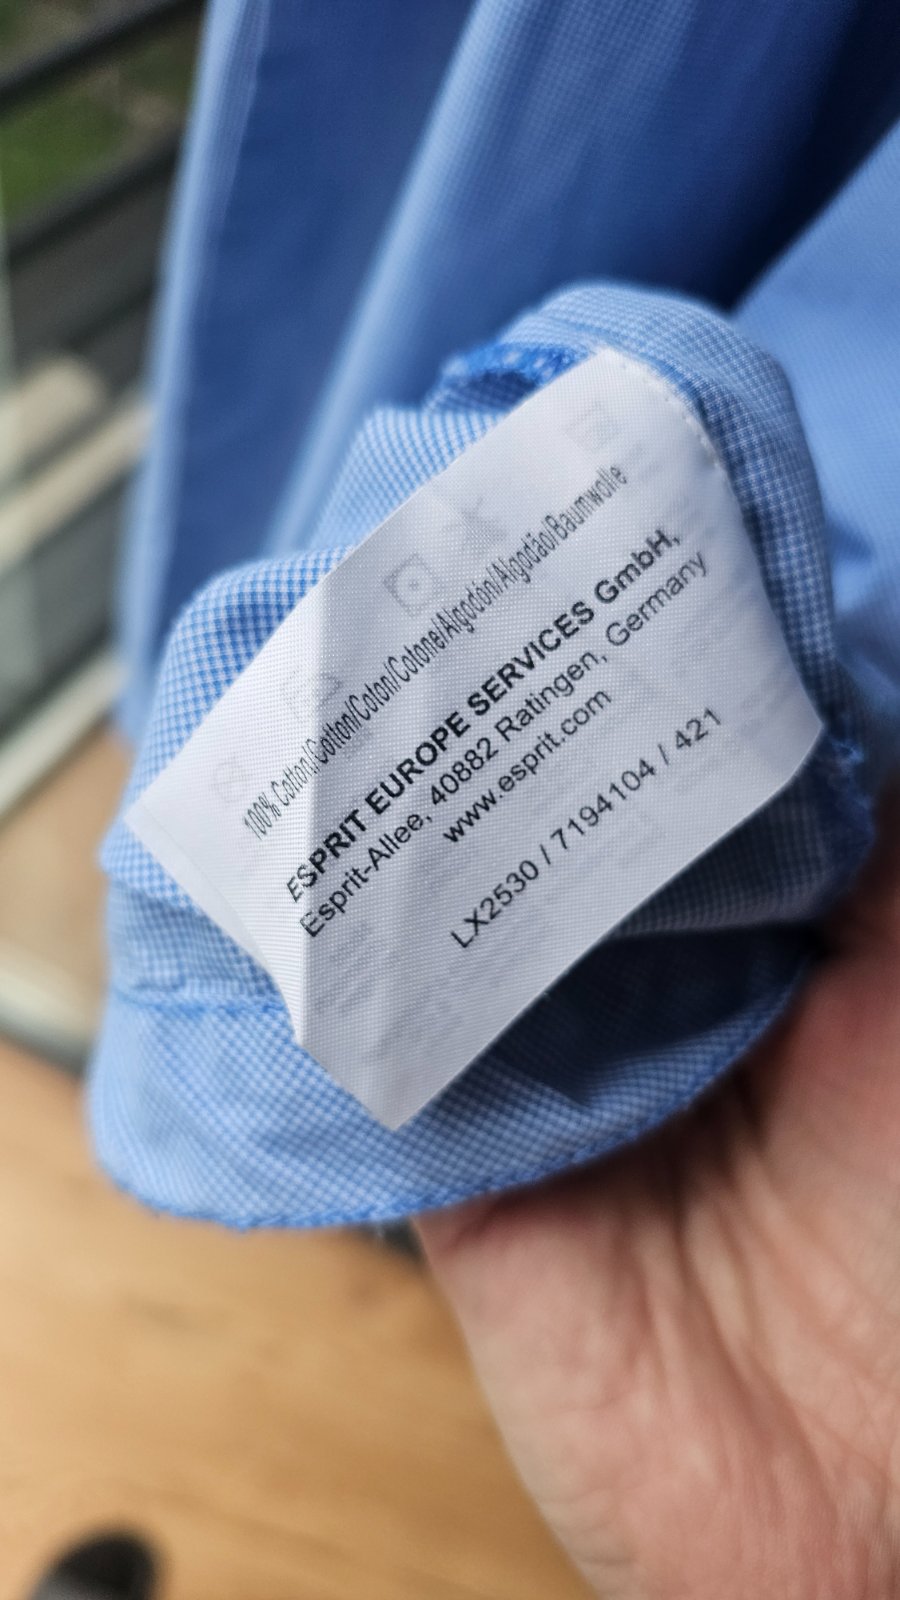 100% Cotton/Cotton/Coton/Cotone/Algodón/Algodão/Baumwolle
ESPRIT EUROPE SERVICES GmbH,
Esprit-Allee, 40882 Ratingen, Germany
www.esprit.com
LX2530 / 7194104 / 421